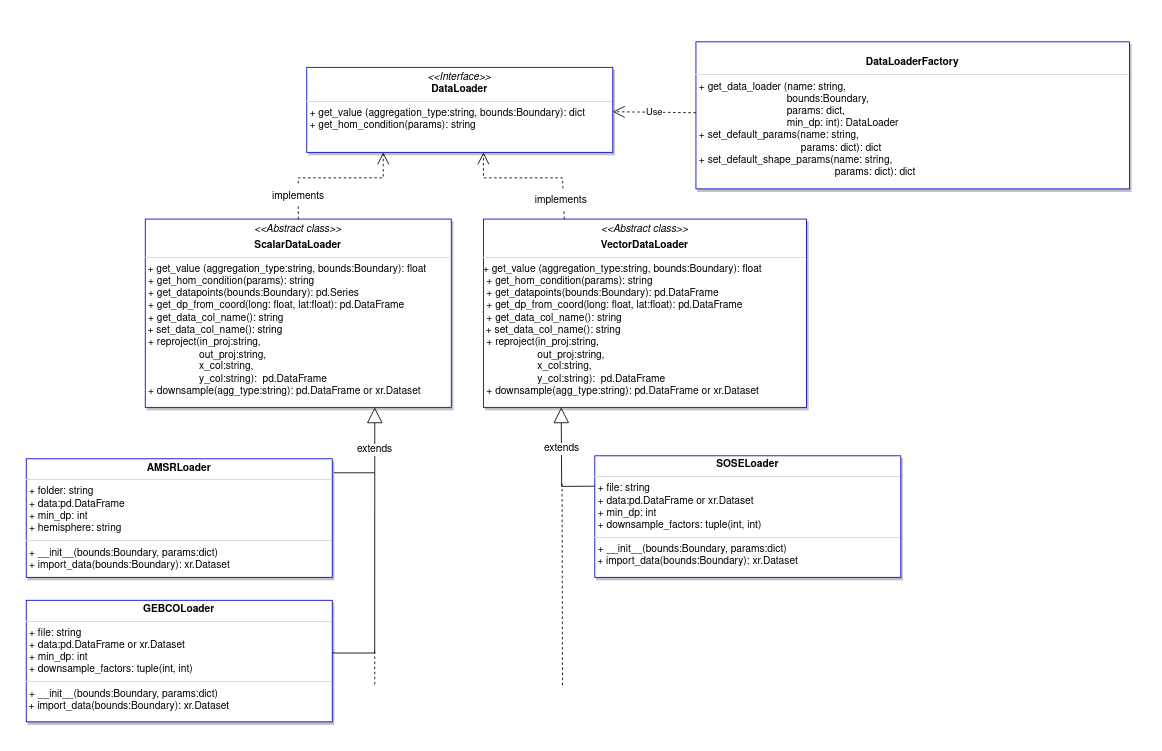 <<Interface>>
DataLoader
+ get_value (aggregation_type:string, bounds:Boundary): dict
+ get_hom_condition(params): string
Use
DataLoaderFactory
+ get_data_loader (name: string,
bounds:Boundary,
params: dict,
min_dp: int): DataLoader
+ set_default_params(name: string,
params: dict): dict
+ set_default_shape_params(name: string,
params: dict): dict
implements
implements
<<Abstract class>>
ScalarDataLoader
+ get_value (aggregation_type:string, bounds:Boundary): float
+ get_hom_condition(params): string
+ get_datapoints(bounds:Boundary): pd.Series
+ get_dp_from_coord(long: float, lat:float): pd.DataFrame
+ get_data_col_name(): string
+ set_data_col_name(): string
+ reproject(in_proj:string,
out_proj:string,
x_col:string,
y_col:string): pd.DataFrame
+ downsample(agg_type:string): pd.DataFrame or xr.Dataset
<<Abstract class>>
VectorDataLoader
+ get_value (aggregation_type:string, bounds:Boundary): float
+ get_hom_condition(params): string
+ get_datapoints(bounds:Boundary): pd.DataFrame
+ get_dp_from_coord(long: float, lat:float): pd.DataFrame
+ get_data_col_name(): string
+ set_data_col_name(): string
+ reproject(in_proj:string,
out_proj:string,
x_col:string,
y_col:string): pd.DataFrame
+ downsample(agg_type:string): pd.DataFrame or xr.Dataset
extends
extends
AMSRLoader
+ folder: string
+ data:pd.DataFrame
+ min_dp: int
+ hemisphere: string
+ __init__(bounds:Boundary, params:dict)
+ import_data(bounds:Boundary): xr.Dataset
SOSELoader
+ file: string
+ data:pd.DataFrame or xr.Dataset
+ min_dp: int
+ downsample_factors: tuple(int, int)
+ __init__(bounds:Boundary, params:dict)
+ import_data(bounds:Boundary): xr.Dataset
GEBCOLoader
+ file: string
+ data:pd.DataFrame or xr.Dataset
+ min_dp: int
+ downsample_factors: tuple(int, int)
+ __init__(bounds:Boundary, params:dict)
+ import_data(bounds:Boundary): xr.Dataset